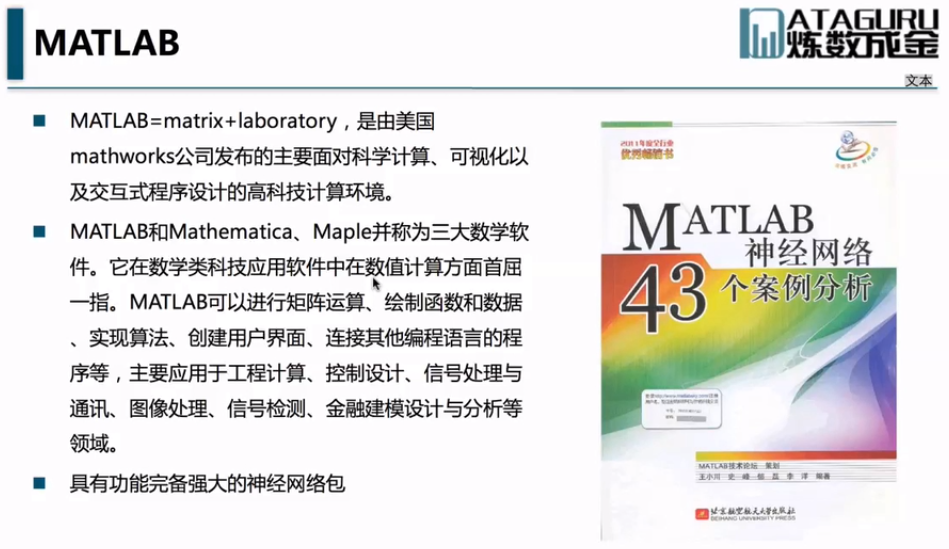 MATLAB
ATAGURU
炼数成金
文本
MATLAB=matrix+laboratory，是由美国
mathworks公司发布的主要面对科学计算、可视化以
及交互式程序设计的高科技计算环境。
MATLAB和Mathematica、Maple并称为三大数学软
件。它在数学类科技应用软件中在数值计算方面首屈
一指。MATLAB可以进行矩阵运算、绘制函数和数据
、实现算法、创建用户界面、连接其他编程语言的程
序等，主要应用于工程计算、控制设计、信号处理与
通讯、图像处理、信号检测、金融建模设计与分析等
领域。
具有功能完备强大的神经网络包
2011年度全行业
优秀畅销书
MATLAB
神经网络
43个案例分析
MATLAB技术论坛 策划
王小川 史峰 郁磊 李洋 编著
北京航空航天大学出版社
BEIHANG UNIVERSITY PRESS